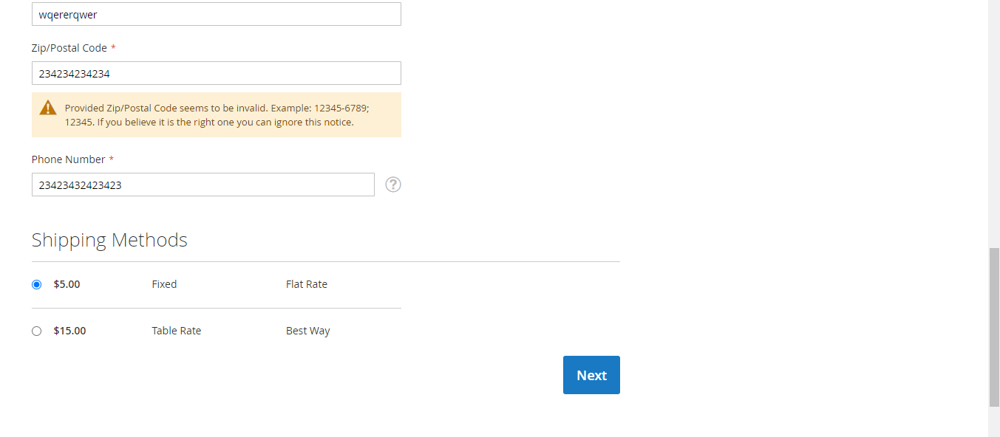 wqererqwer
Zip/Postal Code *
234234234234
Provided Zip/Postal Code seems to be invalid. Example: 12345-6789;
12345. If you believe it is the right one you can ignore this notice.
Phone Number *
23423432423423 ?
Shipping Methods
$5.00 Fixed Flat Rate
$15.00 Table Rate Best Way
Next